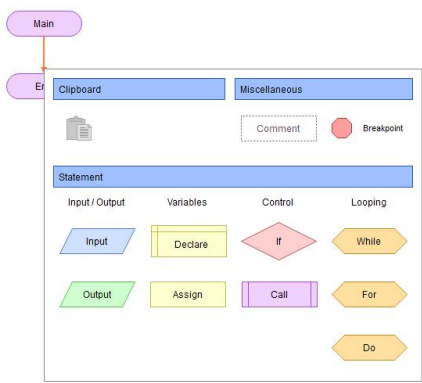 Main
Clipboard
Miscellaneous
Comment
Breakpoint
Statement
Input / Output
Variables
Control
Looping
Input
Declare
If
While
Output
Assign
Call
For
Do